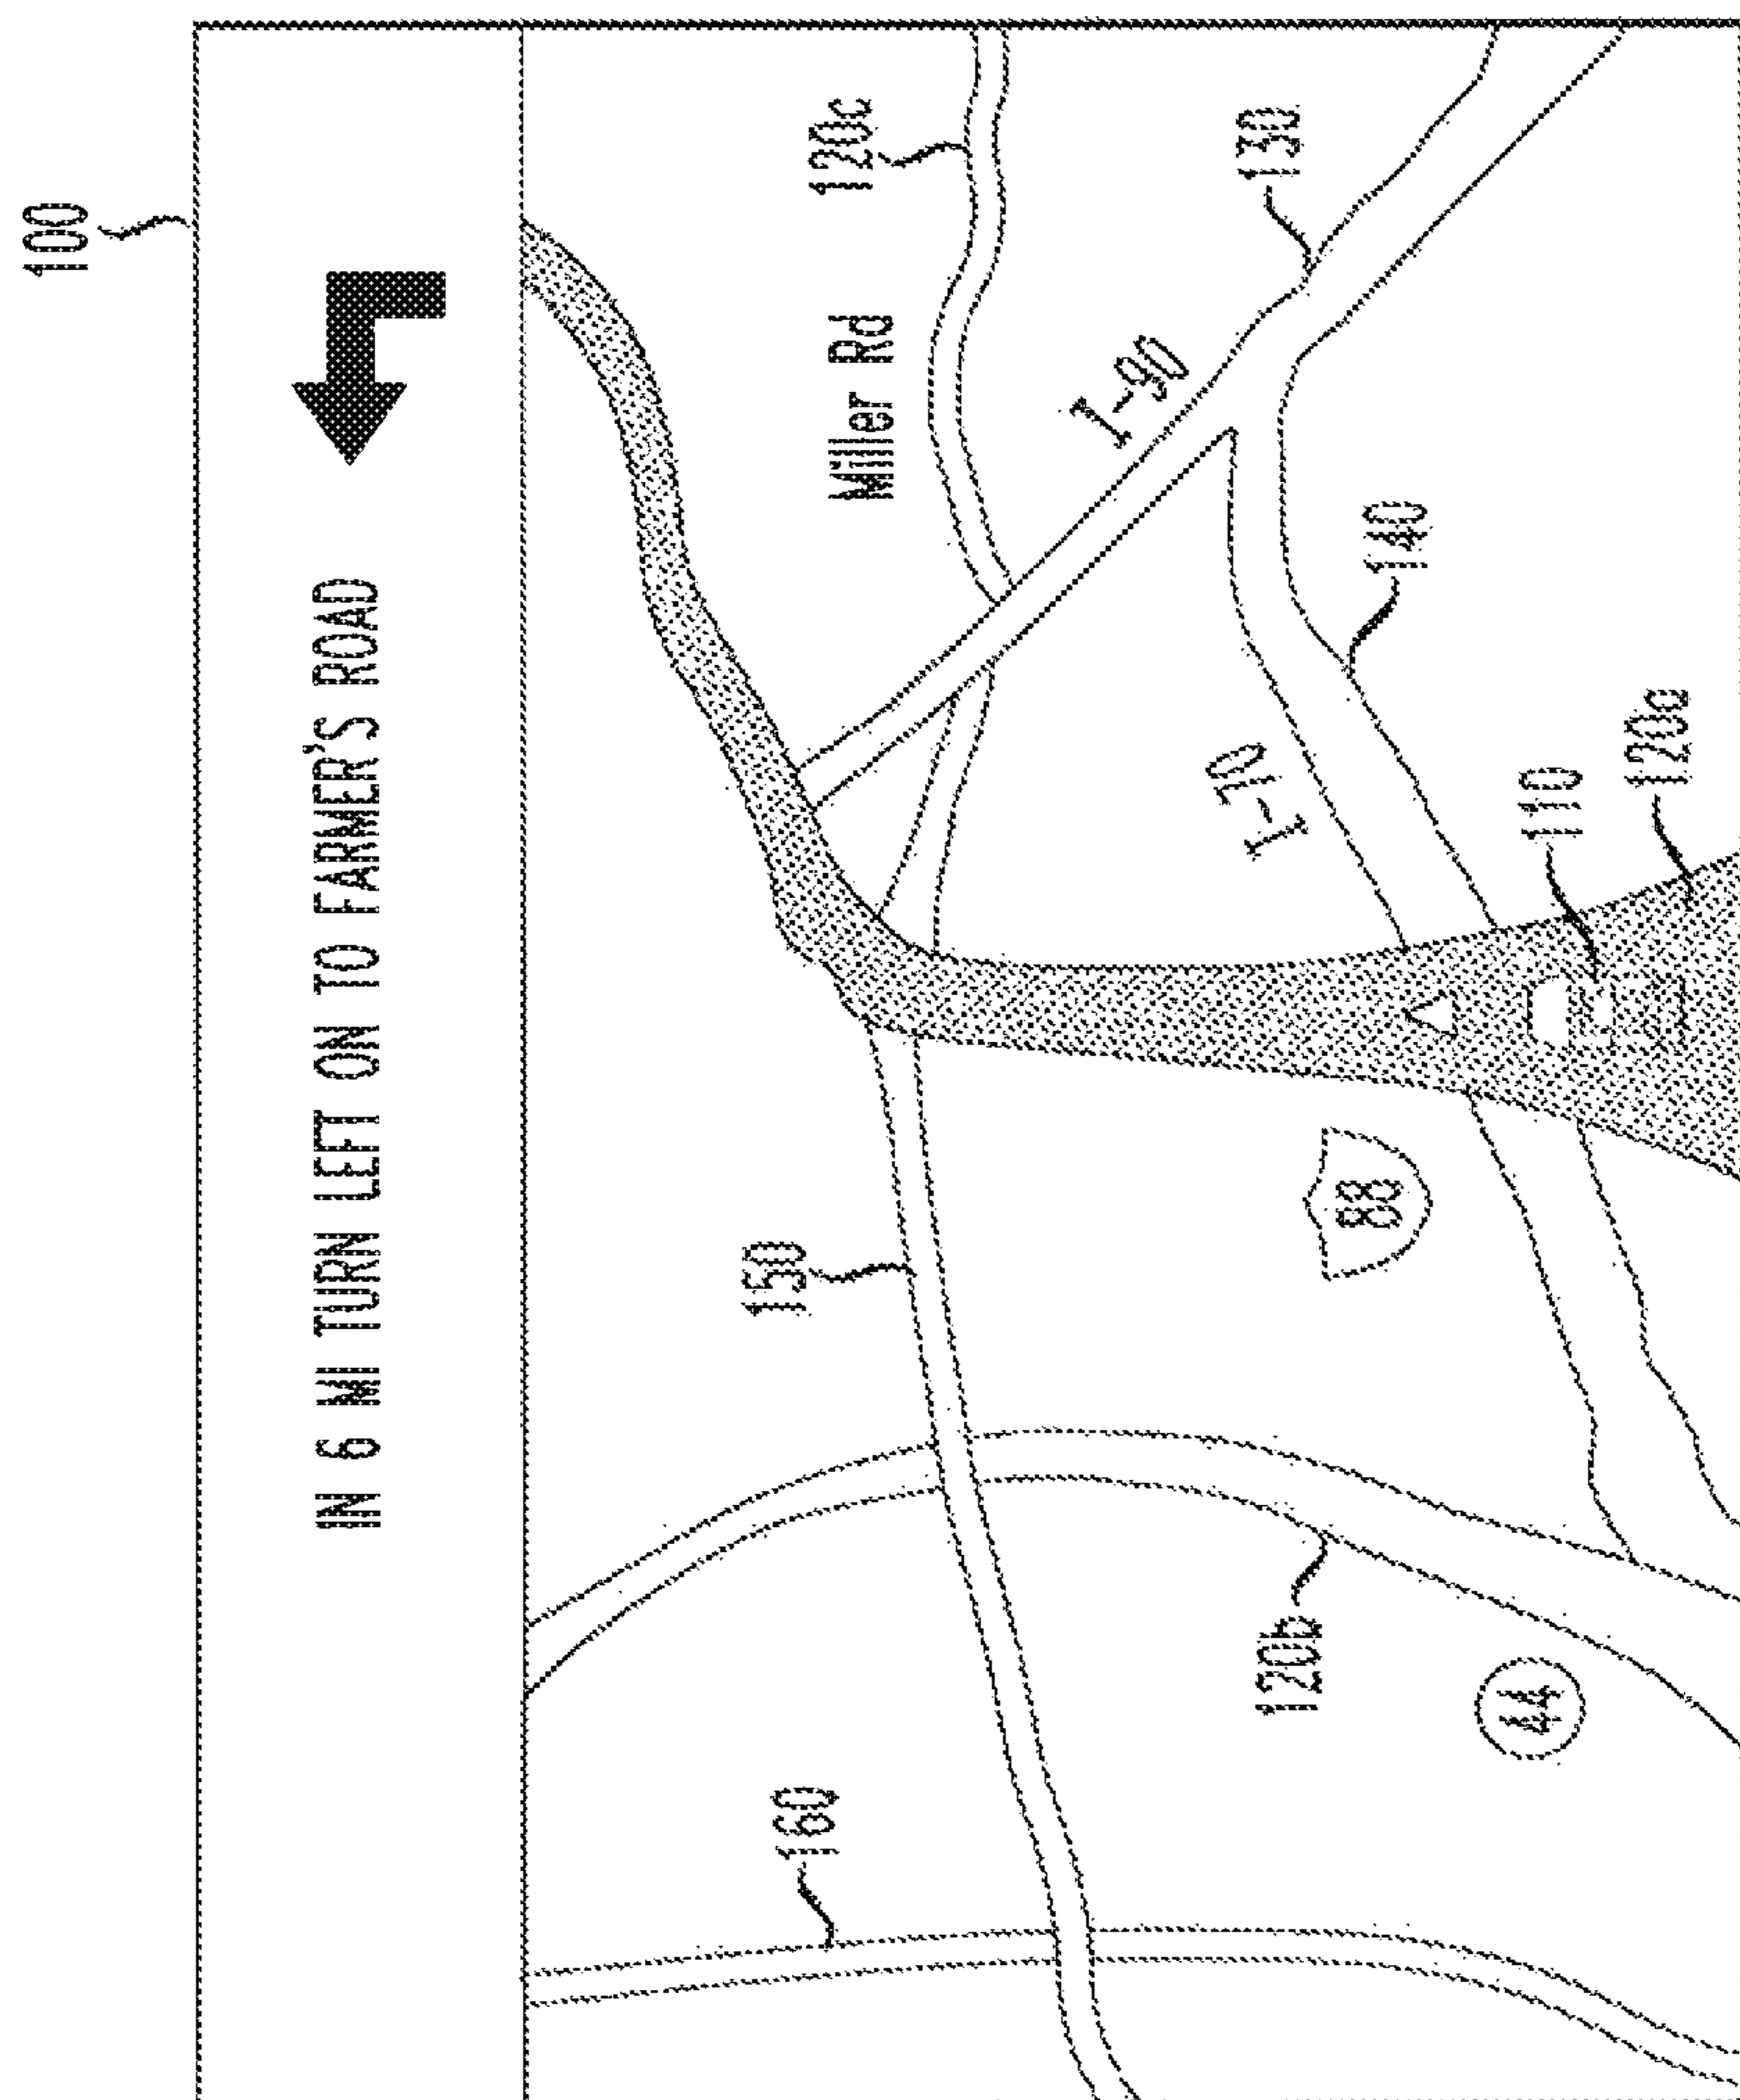 100
IN 6 MI TURN LEFT ON TO FARMER'S ROAD
120c
Miller Rd
130
I-90
140
I-70
110
120a
150
88
120b
44
160